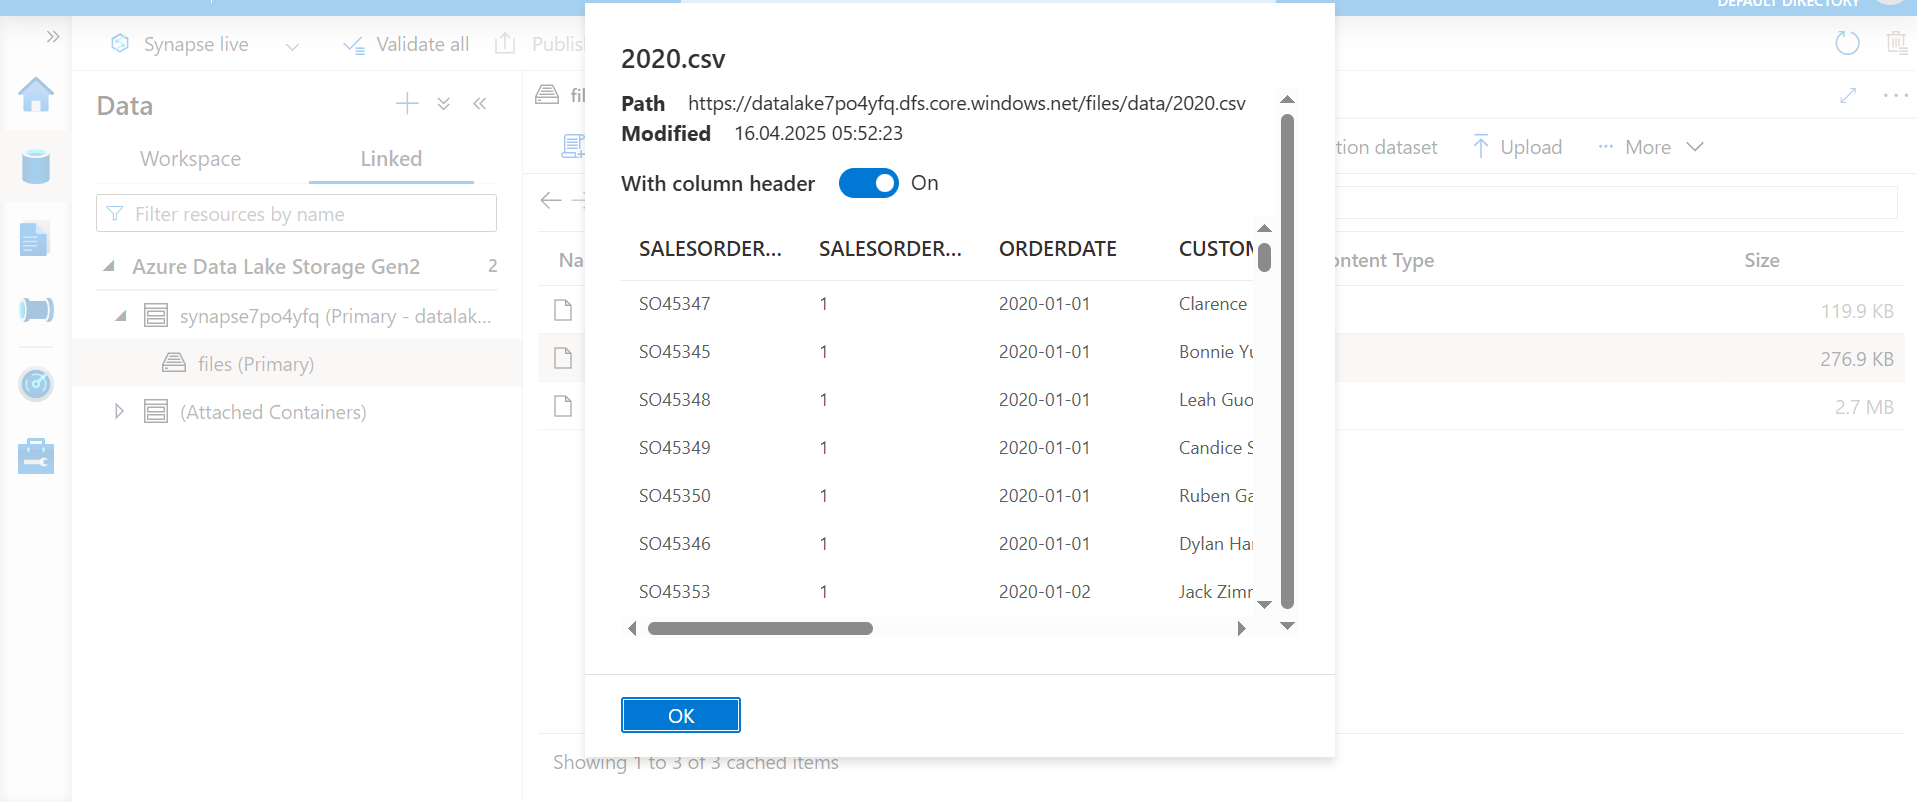 DEFAULT DIRECTORY
Synapse live
Validate all
Publis
Data
Workspace
Linked
Filter resources by name
Azure Data Lake Storage Gen2 2
synapse7po4yfq (Primary - datalak...
files (Primary)
(Attached Containers)
fil
tion dataset
Upload
... More
Na
ontent Type
Size
119.9 KB
276.9 KB
2.7 MB
Showing 1 to 3 of 3 cached items
2020.csv
Path https://datalake7po4yfq.dfs.core.windows.net/files/data/2020.csv
Modified 16.04.2025 05:52:23
With column header On
SALESORDER... SALESORDER... ORDERDATE CUSTOM
SO45347 1 2020-01-01 Clarence
SO45345 1 2020-01-01 Bonnie Yu
SO45348 1 2020-01-01 Leah Guo
SO45349 1 2020-01-01 Candice S
SO45350 1 2020-01-01 Ruben Ga
SO45346 1 2020-01-01 Dylan Har
SO45353 1 2020-01-02 Jack Zimm
OK